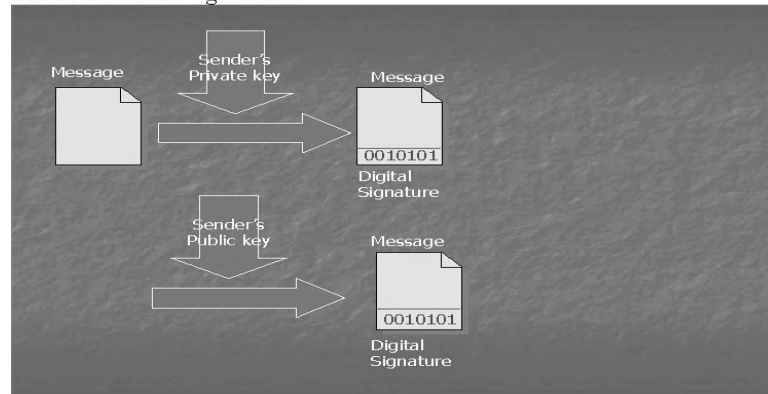 Message
Sender's
Private key
Message
0010101
Digital
Signature
Sender's
Public key
Message
0010101
Digital
Signature